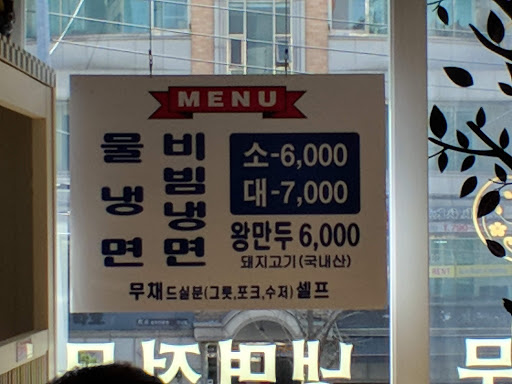 MENU
물냉면
비빔냉면
소-6,000
대-7,000
왕만두 6,000
돼지고기(국내산)
무채드실분(그릇,포크,수저)셀프